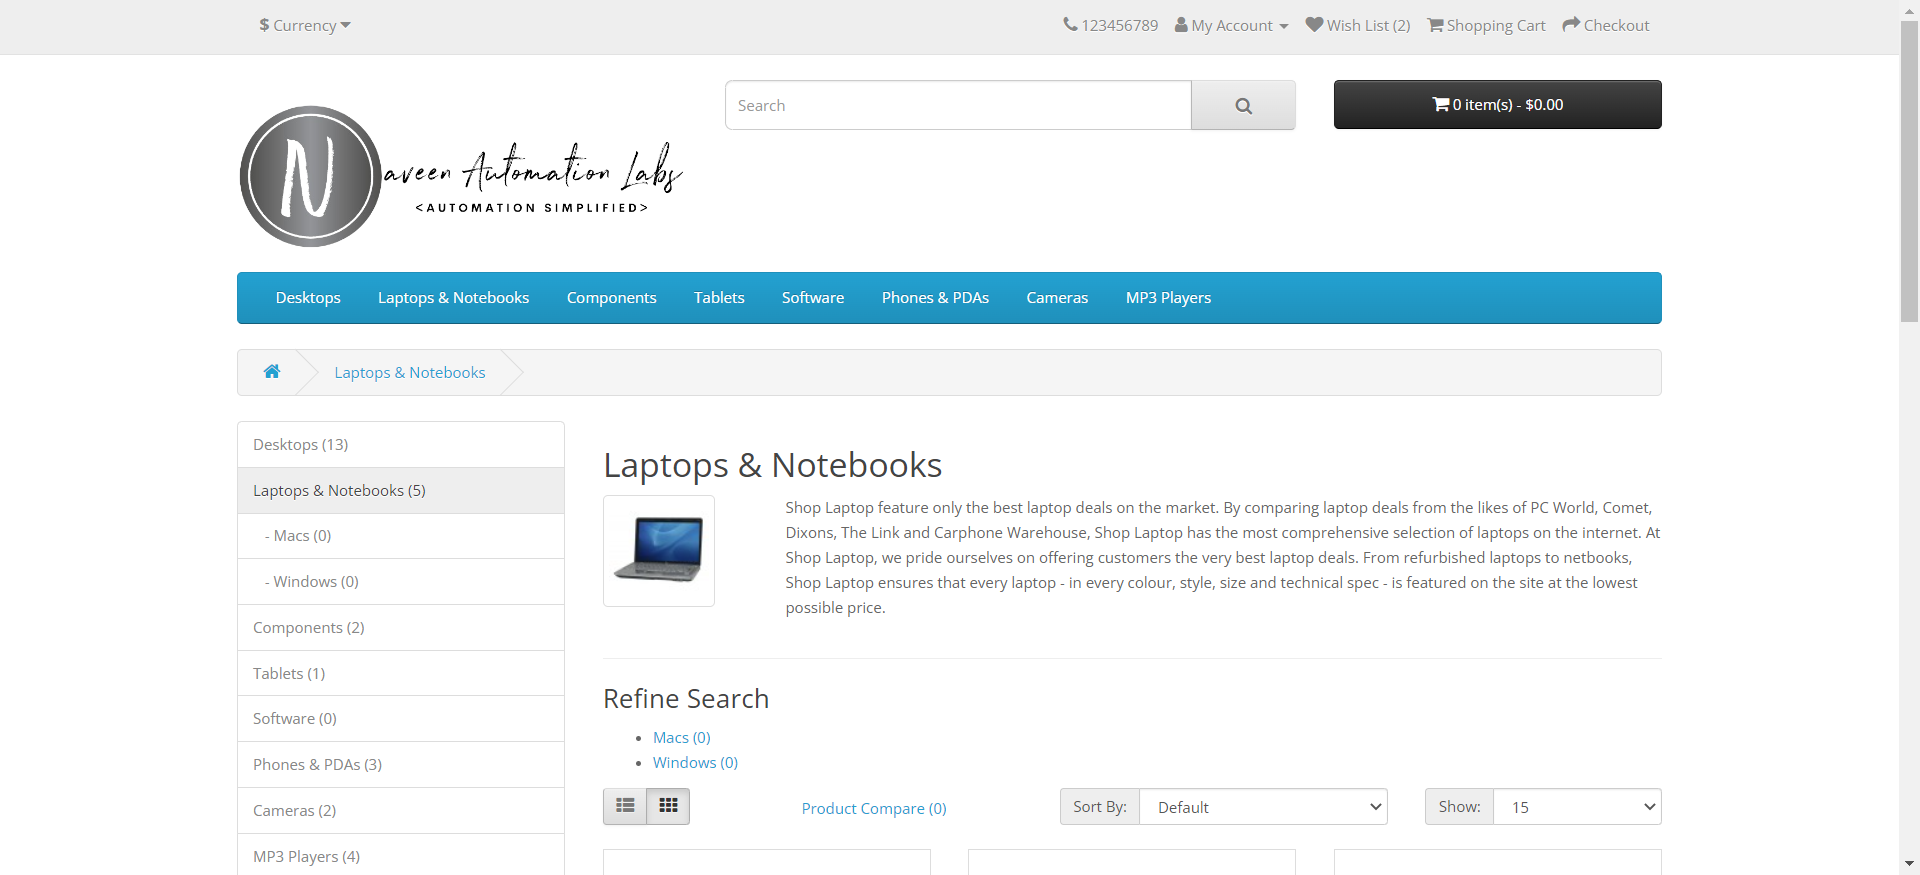 $ Currency
123456789 My Account Wish List (2) Shopping Cart Checkout
Search
0 item(s) - $0.00
N aveen Automation Labs
<AUTOMATION SIMPLIFIED>
Desktops Laptops & Notebooks Components Tablets Software Phones & PDAs Cameras MP3 Players
Laptops & Notebooks
Desktops (13)
Laptops & Notebooks (5)
- Macs (0)
- Windows (0)
Components (2)
Tablets (1)
Software (0)
Phones & PDAs (3)
Cameras (2)
MP3 Players (4)
Laptops & Notebooks
Shop Laptop feature only the best laptop deals on the market. By comparing laptop deals from the likes of PC World, Comet,
Dixons, The Link and Carphone Warehouse, Shop Laptop has the most comprehensive selection of laptops on the internet. At
Shop Laptop, we pride ourselves on offering customers the very best laptop deals. From refurbished laptops to netbooks,
Shop Laptop ensures that every laptop - in every colour, style, size and technical spec - is featured on the site at the lowest
possible price.
Refine Search
Macs (0)
Windows (0)
Product Compare (0) Sort By: Default Show: 15